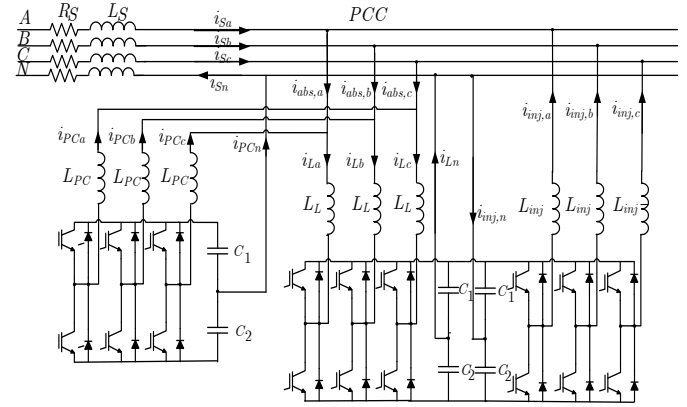 A R_S L_S i_Sa PCC
B i_Sb
C i_Sc
N i_Sn
i_abs,a i_abs,b i_abs,c i_inj,a i_inj,b i_inj,c
i_PCa i_PCb i_PCc i_PCn i_La i_Lb i_Lc i_Ln
L_PC L_PC L_PC L_L L_L L_L i_inj,n L_inj L_inj L_inj
C_1 C_1 C_1
C_2 C_2 C_2